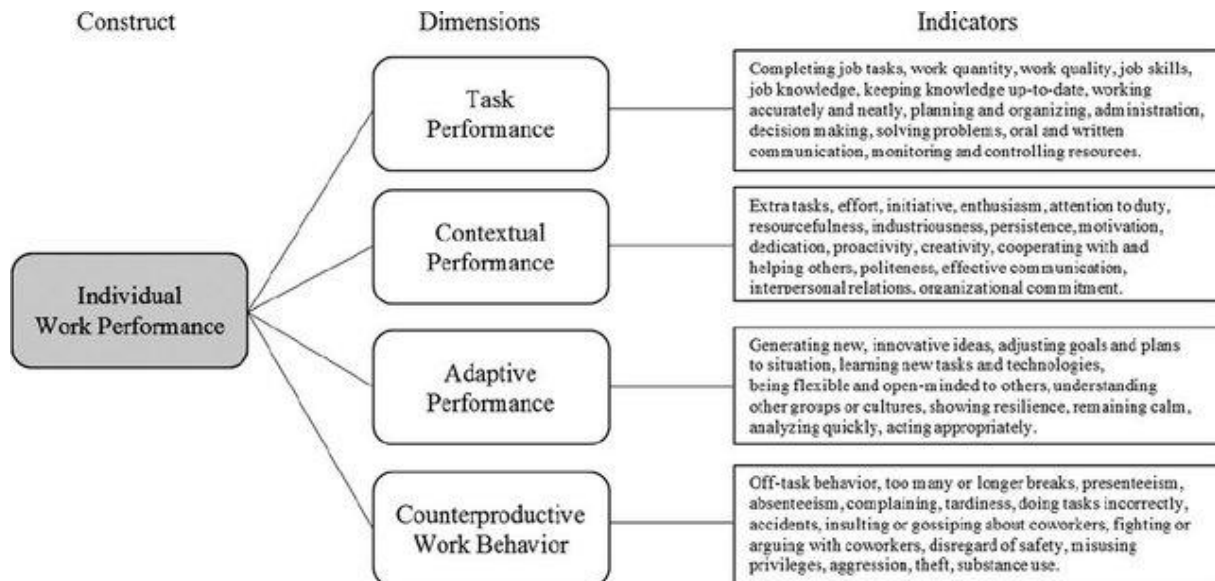 Construct
Dimensions
Indicators
Individual
Work Performance
Task
Performance
Completing job tasks, work quantity, work quality, job skills,
job knowledge, keeping knowledge up-to-date, working
accurately and neatly, planning and organizing, administration,
decision making, solving problems, oral and written
communication, monitoring and controlling resources.
Contextual
Performance
Extra tasks, effort, initiative, enthusiasm, attention to duty,
resourcefulness, industriousness, persistence, motivation,
dedication, proactivity, creativity, cooperating with and
helping others, politeness, effective communication,
interpersonal relations, organizational commitment.
Adaptive
Performance
Generating new, innovative ideas, adjusting goals and plans
to situation, learning new tasks and technologies,
being flexible and open-minded to others, understanding
other groups or cultures, showing resilience, remaining calm,
analyzing quickly, acting appropriately.
Counterproductive
Work Behavior
Off-task behavior, too many or longer breaks, presenteeism,
absenteeism, complaining, tardiness, doing tasks incorrectly,
accidents, insulting or gossiping about coworkers, fighting or
arguing with coworkers, disregard of safety, misusing
privileges, aggression, theft, substance use.